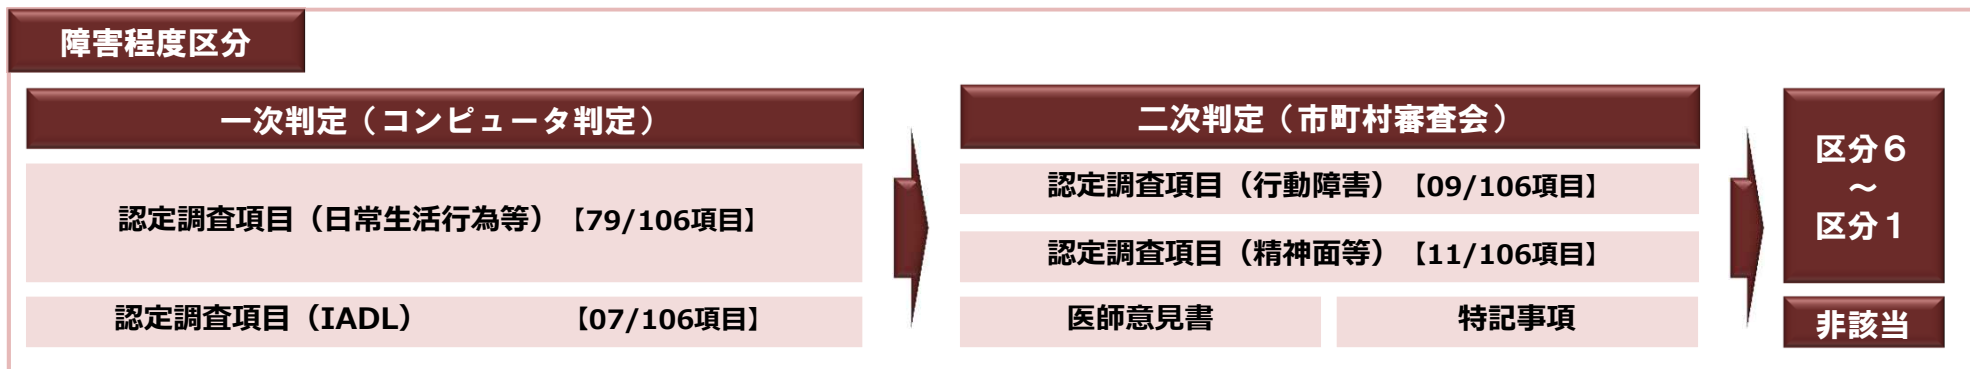 障害程度区分
一次判定（コンピュータ判定）
認定調査項目（日常生活行為等）【79/106項目】
認定調査項目（IADL）　　　　　【07/106項目】
二次判定（市町村審査会）
認定調査項目（行動障害）【09/106項目】
認定調査項目（精神面等）【11/106項目】
医師意見書
特記事項
区分６
～
区分１
非該当